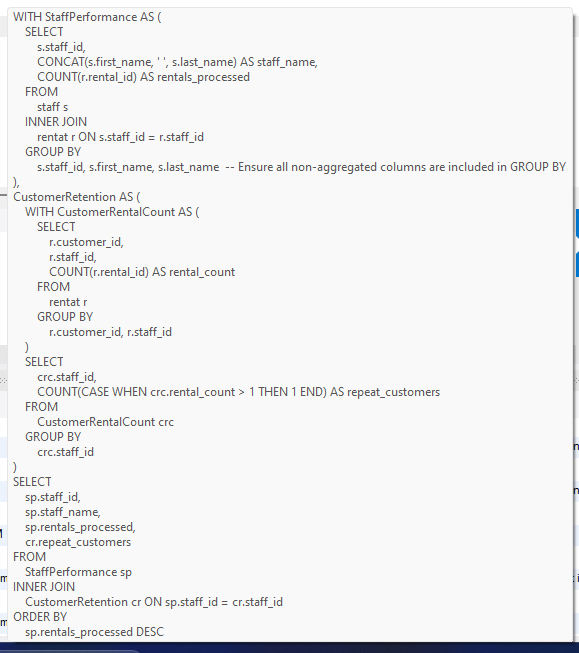 WITH StaffPerformance AS (
    SELECT
        s.staff_id,
        CONCAT(s.first_name, ' ', s.last_name) AS staff_name,
        COUNT(r.rental_id) AS rentals_processed
    FROM
        staff s
    INNER JOIN
        rentat r ON s.staff_id = r.staff_id
    GROUP BY
        s.staff_id, s.first_name, s.last_name  -- Ensure all non-aggregated columns are included in GROUP BY
),
CustomerRetention AS (
    WITH CustomerRentalCount AS (
        SELECT
            r.customer_id,
            r.staff_id,
            COUNT(r.rental_id) AS rental_count
        FROM
            rentat r
        GROUP BY
            r.customer_id, r.staff_id
    )
    SELECT
        crc.staff_id,
        COUNT(CASE WHEN crc.rental_count > 1 THEN 1 END) AS repeat_customers
    FROM
        CustomerRentalCount crc
    GROUP BY
        crc.staff_id
)
SELECT
    sp.staff_id,
    sp.staff_name,
    sp.rentals_processed,
    cr.repeat_customers
FROM
    StaffPerformance sp
INNER JOIN
    CustomerRetention cr ON sp.staff_id = cr.staff_id
ORDER BY
    sp.rentals_processed DESC